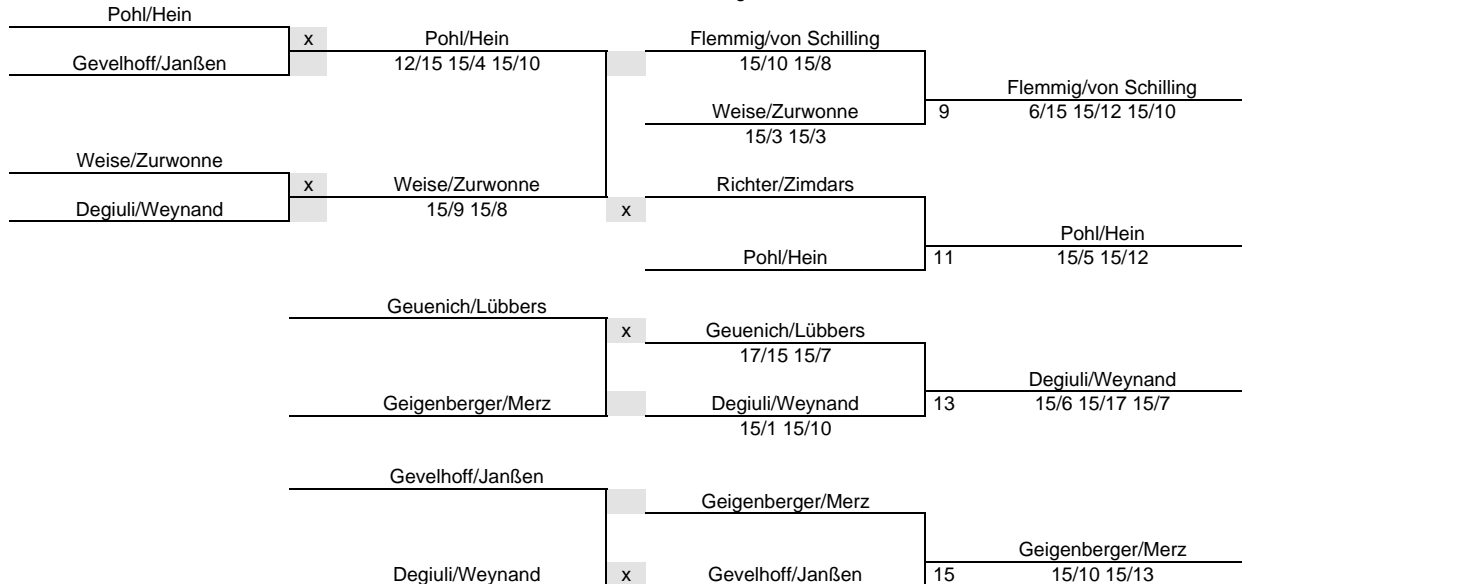 Pohl/Hein
x Pohl/Hein Flemmig/von Schilling
Gevelhoff/Janßen 12/15 15/4 15/10 15/10 15/8
Flemmig/von Schilling
Weise/Zurwonne 9 6/15 15/12 15/10
15/3 15/3
Weise/Zurwonne
x Weise/Zurwonne Richter/Zimdars
Degiuli/Weynand 15/9 15/8 x
Pohl/Hein
Pohl/Hein 11 15/5 15/12
Geuenich/Lübbers
x Geuenich/Lübbers
17/15 15/7
Degiuli/Weynand
Geigenberger/Merz Degiuli/Weynand 13 15/6 15/17 15/7
15/1 15/10
Gevelhoff/Janßen
Geigenberger/Merz
Geigenberger/Merz
Degiuli/Weynand x Gevelhoff/Janßen 15 15/10 15/13